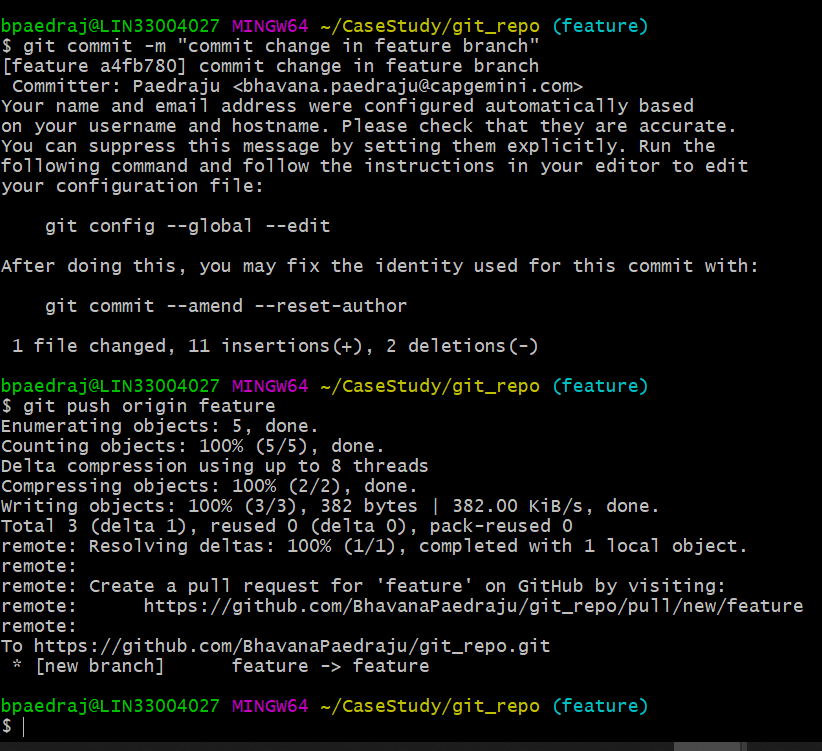 bpaedraj@LIN33004027 MINGW64 ~/CaseStudy/git_repo (feature)
$ git commit -m "commit change in feature branch"
[feature a4fb780] commit change in feature branch
 Committer: Paedraju <bhavana.paedraju@capgemini.com>
Your name and email address were configured automatically based
on your username and hostname. Please check that they are accurate.
You can suppress this message by setting them explicitly. Run the
following command and follow the instructions in your editor to edit
your configuration file:

    git config --global --edit

After doing this, you may fix the identity used for this commit with:

    git commit --amend --reset-author

 1 file changed, 11 insertions(+), 2 deletions(-)

bpaedraj@LIN33004027 MINGW64 ~/CaseStudy/git_repo (feature)
$ git push origin feature
Enumerating objects: 5, done.
Counting objects: 100% (5/5), done.
Delta compression using up to 8 threads
Compressing objects: 100% (2/2), done.
Writing objects: 100% (3/3), 382 bytes | 382.00 KiB/s, done.
Total 3 (delta 1), reused 0 (delta 0), pack-reused 0
remote: Resolving deltas: 100% (1/1), completed with 1 local object.
remote:
remote: Create a pull request for 'feature' on GitHub by visiting:
remote:      https://github.com/BhavanaPaedraju/git_repo/pull/new/feature
remote:
To https://github.com/BhavanaPaedraju/git_repo.git
 * [new branch]      feature -> feature

bpaedraj@LIN33004027 MINGW64 ~/CaseStudy/git_repo (feature)
$